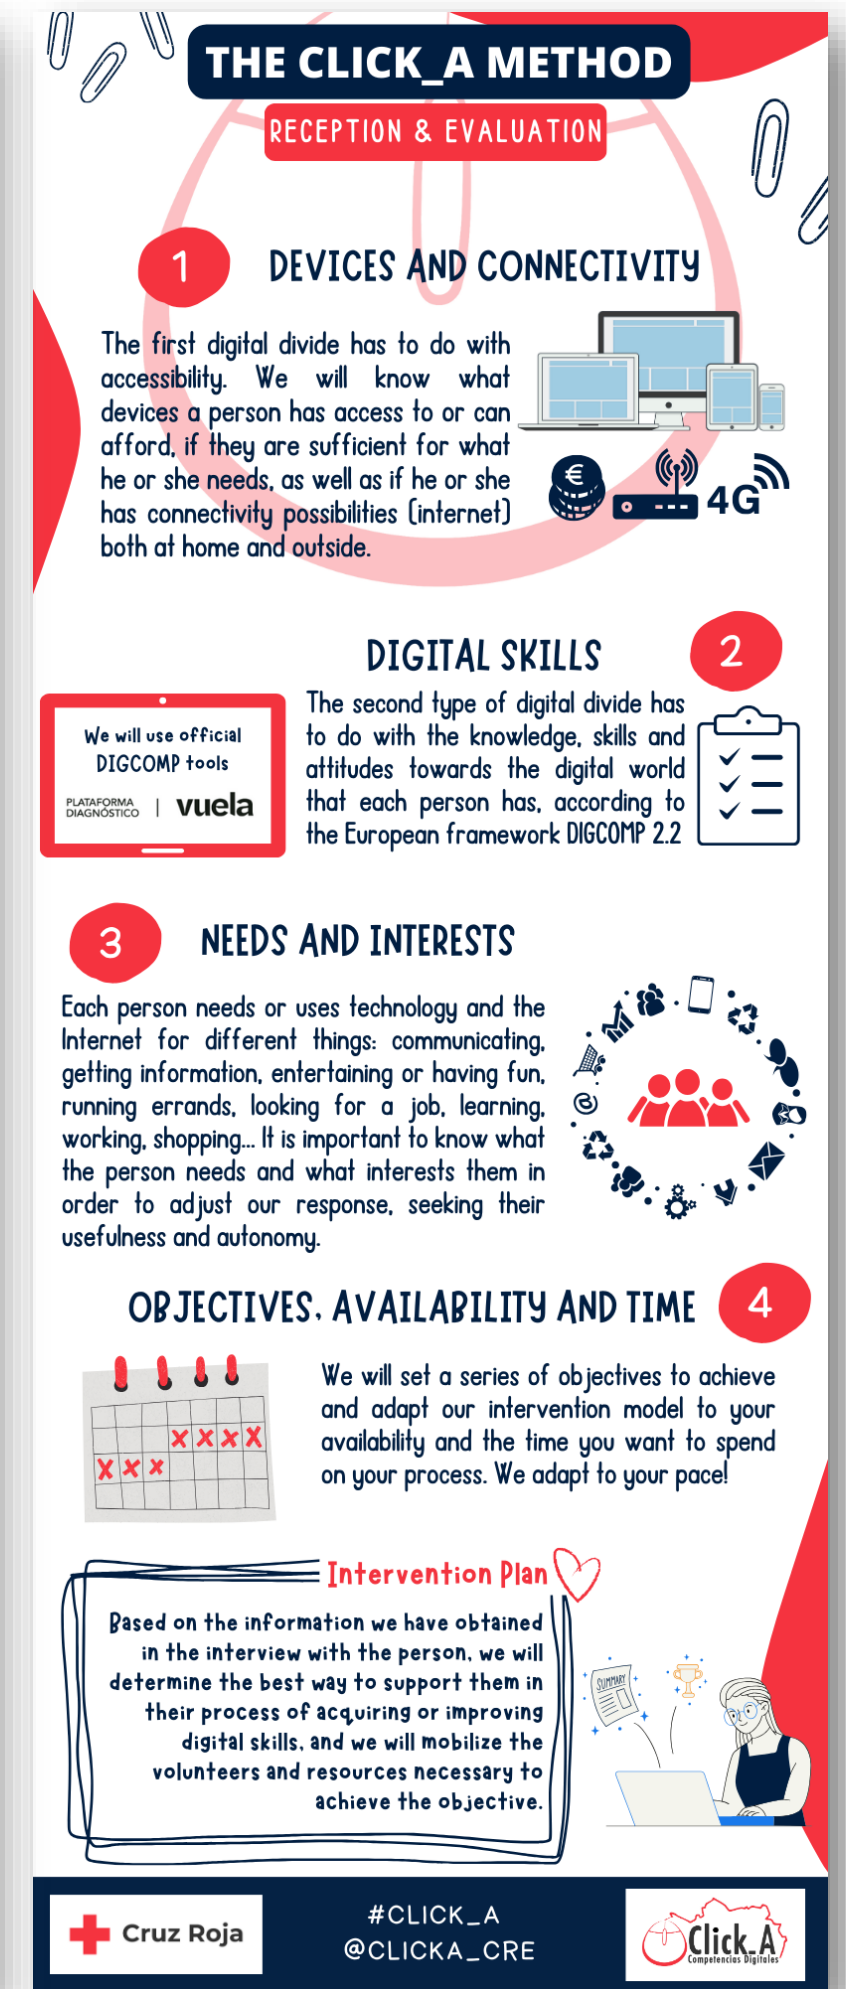 THE CLICK_A METHOD
RECEPTION & EVALUATION
1
DEVICES AND CONNECTIVITY
The first digital divide has to do with
accessibility. We will know what
devices a person has access to or can
afford, if they are sufficient for what
he or she needs, as well as if he or she
has connectivity possibilities (internet)
both at home and outside.
€
4G
DIGITAL SKILLS
2
We will use official
DIGCOMP tools
PLATAFORMA
DIAGNÓSTICO | vuela
The second type of digital divide has
to do with the knowledge, skills and
attitudes towards the digital world
that each person has, according to
the European framework DIGCOMP 2.2
3
NEEDS AND INTERESTS
Each person needs or uses technology and the
Internet for different things: communicating,
getting information, entertaining or having fun,
running errands, looking for a job, learning,
working, shopping... It is important to know what
the person needs and what interests them in
order to adjust our response, seeking their
usefulness and autonomy.
@
OBJECTIVES, AVAILABILITY AND TIME
4
We will set a series of objectives to achieve
and adapt our intervention model to your
availability and the time you want to spend
on your process. We adapt to your pace!
Intervention Plan
Based on the information we have obtained
in the interview with the person, we will
determine the best way to support them in
their process of acquiring or improving
digital skills, and we will mobilize the
volunteers and resources necessary to
achieve the objective.
SUMMARY
Cruz Roja
#CLICK_A
@CLICKA_CRE
Click_A
Competencias Digitales